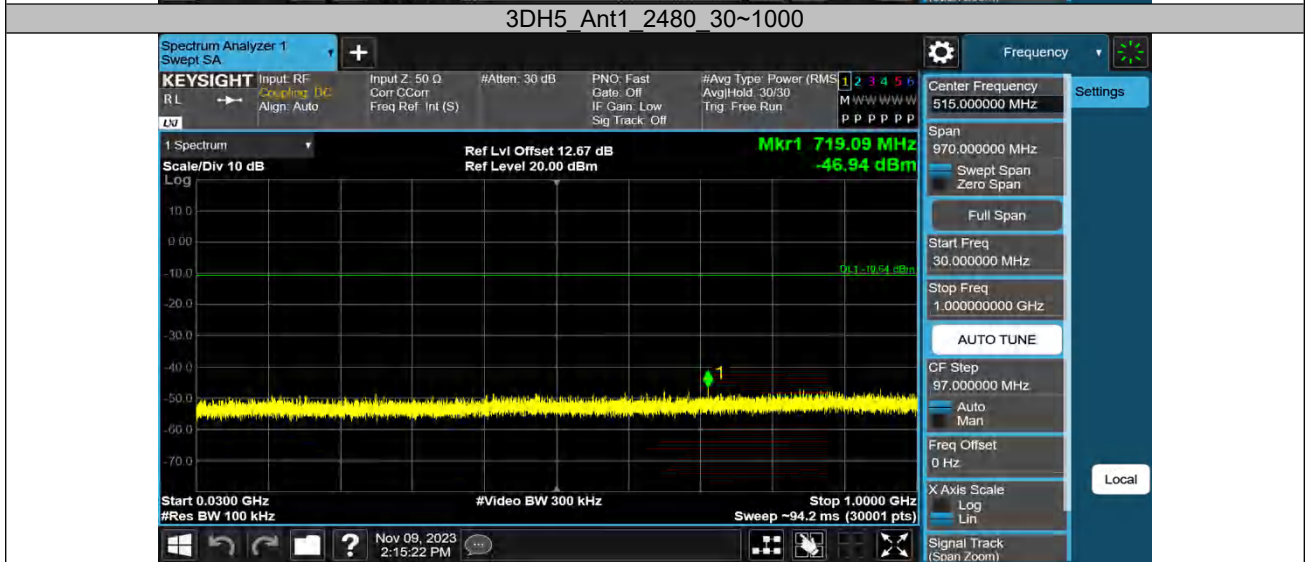 3DH5_Ant1_2480_30~1000
Spectrum Analyzer 1
Swept SA
Frequency
KEYSIGHT
RL
LXI
Input: RF
Coupling: DC
Align: Auto
Input Z: 50 Ω
Corr CCorr
Freq Ref: Int (S)
#Atten: 30 dB
PNO: Fast
Gate: Off
IF Gain: Low
Sig Track: Off
#Avg Type: Power (RMS
Avg|Hold: 30/30
Trig: Free Run
1 2 3 4 5 6
M W W W W W
P P P P P P
Center Frequency
515.000000 MHz
Settings
1 Spectrum
Scale/Div 10 dB
Ref Lvl Offset 12.67 dB
Ref Level 20.00 dBm
Mkr1 719.09 MHz
-46.94 dBm
Log
10.0
0.00
-10.0
-20.0
-30.0
-40.0
-50.0
-60.0
-70.0
DL1 -10.64 dBm
1
Start 0.0300 GHz
#Res BW 100 kHz
#Video BW 300 kHz
Stop 1.0000 GHz
Sweep ~94.2 ms (30001 pts)
Span
970.000000 MHz
Swept Span
Zero Span
Full Span
Start Freq
30.000000 MHz
Stop Freq
1.000000000 GHz
AUTO TUNE
CF Step
97.000000 MHz
Auto
Man
Freq Offset
0 Hz
X Axis Scale
Log
Lin
Local
Signal Track
(Span Zoom)
?
Nov 09, 2023
2:15:22 PM